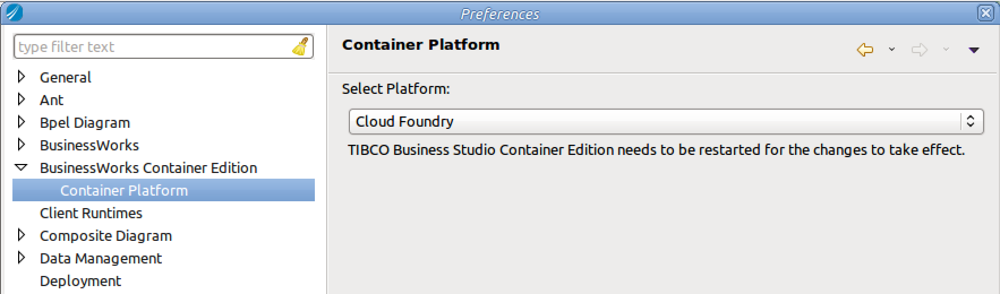 Preferences
type filter text
General
Ant
Bpel Diagram
BusinessWorks
BusinessWorks Container Edition
Container Platform
Client Runtimes
Composite Diagram
Data Management
Deployment
Container Platform
Select Platform:
Cloud Foundry
TIBCO Business Studio Container Edition needs to be restarted for the changes to take effect.